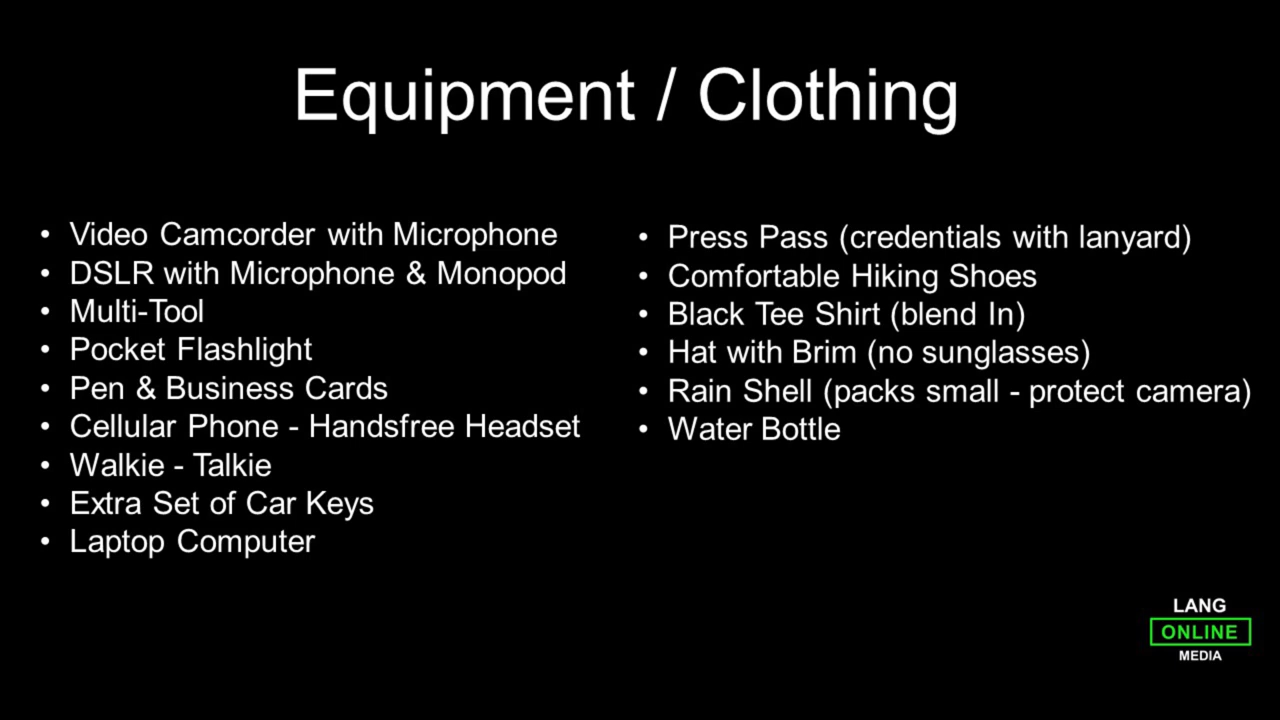 Equipment / Clothing
• Video Camcorder with Microphone
• DSLR with Microphone & Monopod
• Multi-Tool
• Pocket Flashlight
• Pen & Business Cards
• Cellular Phone - Handsfree Headset
• Walkie - Talkie
• Extra Set of Car Keys
• Laptop Computer
• Press Pass (credentials with lanyard)
• Comfortable Hiking Shoes
• Black Tee Shirt (blend In)
• Hat with Brim (no sunglasses)
• Rain Shell (packs small - protect camera)
• Water Bottle
LANG
ONLINE
MEDIA